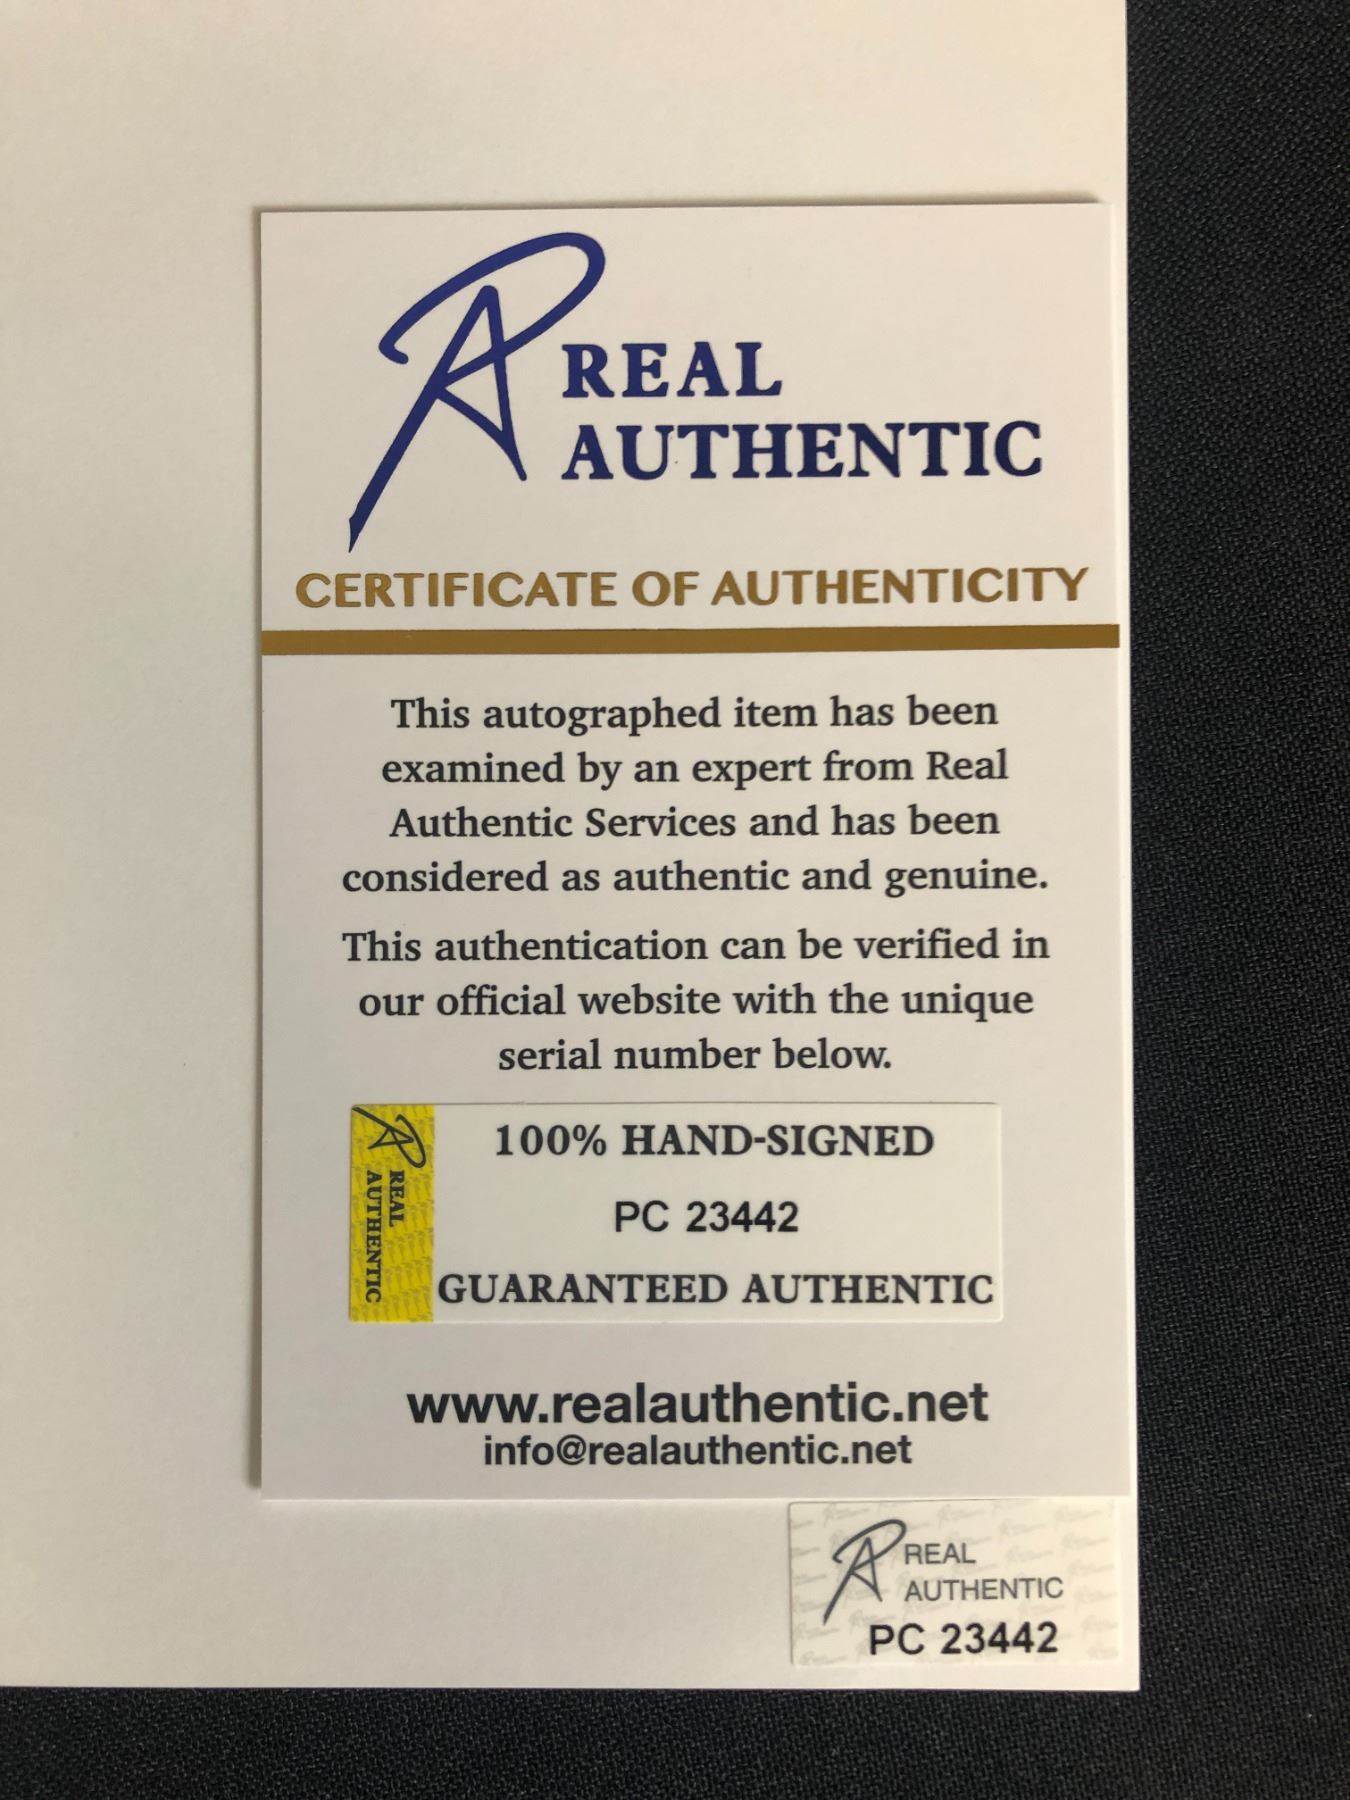 REAL
AUTHENTIC
CERTIFICATE OF AUTHENTICITY
This autographed item has been
examined by an expert from Real
Authentic Services and has been
considered as authentic and genuine.
This authentication can be verified in
our official website with the unique
serial number below.
REAL
AUTHENTIC
100% HAND-SIGNED
PC 23442
GUARANTEED AUTHENTIC
www.realauthentic.net
info@realauthentic.net
REAL
AUTHENTIC
PC 23442